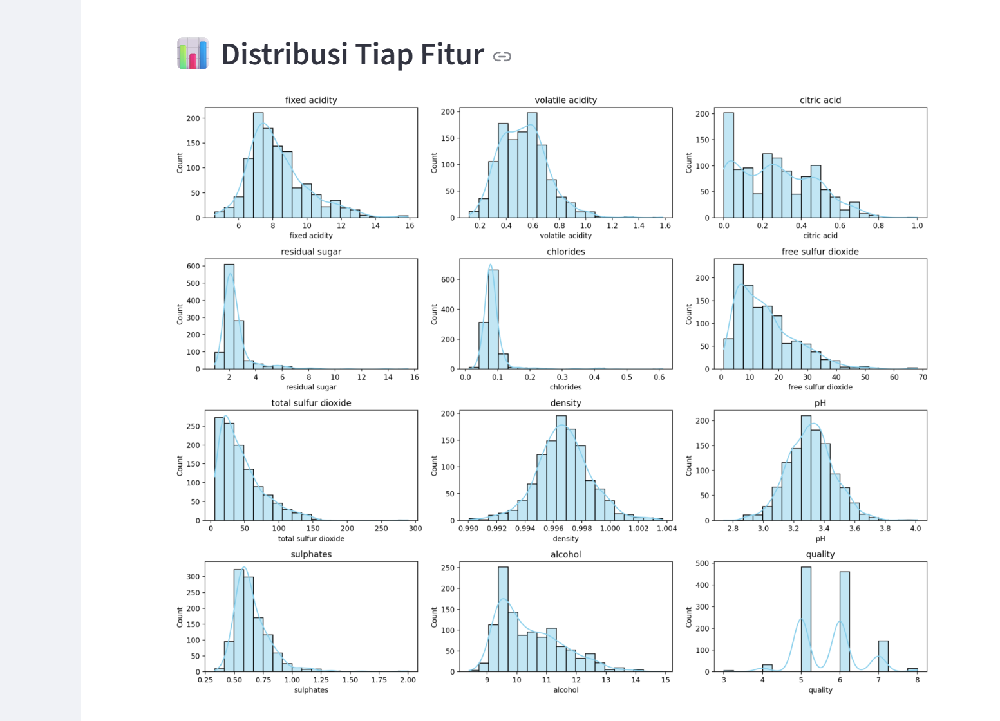 Distribusi Tiap Fitur
fixed acidity
200
150
100
50
0
Count
6 8 10 12 14 16
fixed acidity
volatile acidity
200
150
100
50
0
Count
0.2 0.4 0.6 0.8 1.0 1.2 1.4 1.6
volatile acidity
citric acid
200
150
100
50
0
Count
0.0 0.2 0.4 0.6 0.8 1.0
citric acid
residual sugar
600
500
400
300
200
100
0
Count
2 4 6 8 10 12 14 16
residual sugar
chlorides
600
400
200
0
Count
0.0 0.1 0.2 0.3 0.4 0.5 0.6
chlorides
free sulfur dioxide
200
150
100
50
0
Count
0 10 20 30 40 50 60 70
free sulfur dioxide
total sulfur dioxide
250
200
150
100
50
0
Count
0 50 100 150 200 250 300
total sulfur dioxide
density
200
150
100
50
0
Count
0.990 0.992 0.994 0.996 0.998 1.000 1.002 1.004
density
pH
200
150
100
50
0
Count
2.8 3.0 3.2 3.4 3.6 3.8 4.0
pH
sulphates
300
250
200
150
100
50
0
Count
0.25 0.50 0.75 1.00 1.25 1.50 1.75 2.00
sulphates
alcohol
250
200
150
100
50
0
Count
9 10 11 12 13 14 15
alcohol
quality
500
400
300
200
100
0
Count
3 4 5 6 7 8
quality